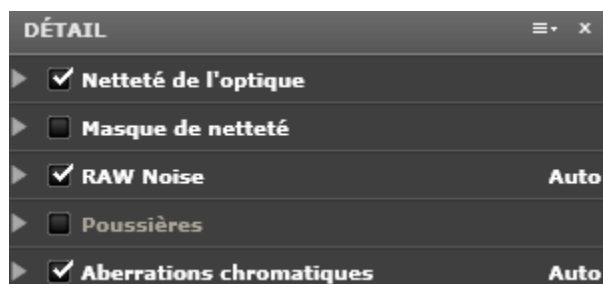 DÉTAIL
Netteté de l'optique
Masque de netteté
RAW Noise Auto
Poussières
Aberrations chromatiques Auto